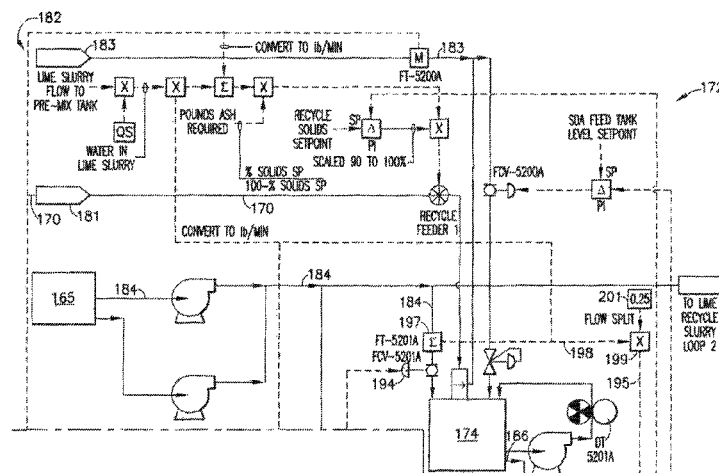 182
183
CONVERT TO lb/MIN
M
183
FT-5200A
LIME SLURRY
FLOW TO
PRE-MIX TANK
X
X
Σ
X
QS
WATER IN
LIME SLURRY
POUNDS ASH
REQUIRED
RECYCLE
SOLIDS
SETPOINT
SP
Δ
PI
X
SCALED 90 TO 100%
% SOLIDS SP
100-% SOLIDS SP
172
SDA FEED TANK
LEVEL SETPOINT
FCV-5200A
SP
Δ
PI
170
181
170
RECYCLE
FEEDER 1
CONVERT TO lb/MIN
165
184
184
184
201
0.25
FLOW SPLIT
TO LIME
RECYCLE
SLURRY
LOOP 2
197
FT-5201A
Σ
FCV-5201A
194
198
X
199
195
174
186
DT
5201A